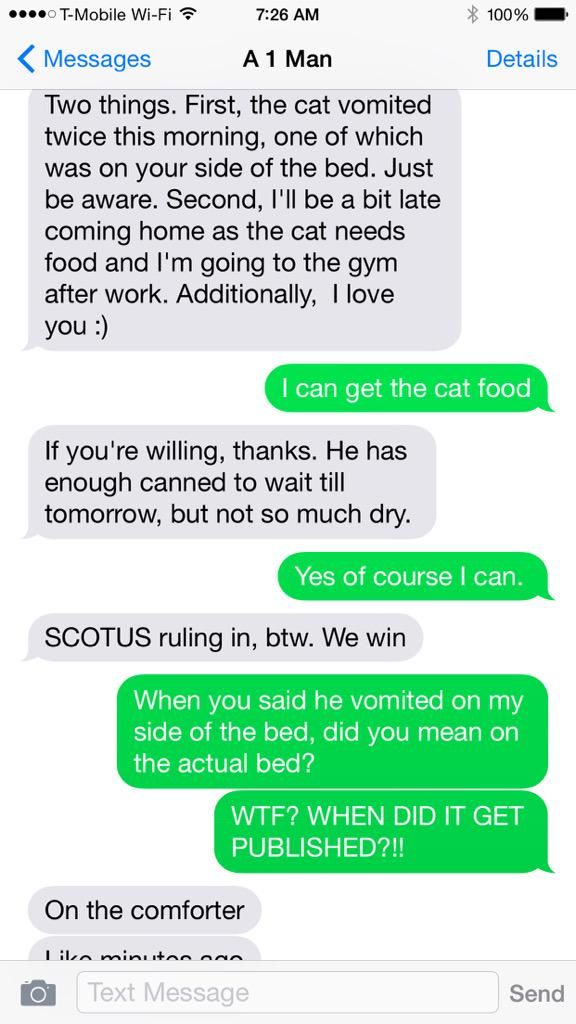 T-Mobile Wi-Fi 7:26 AM 100%
Messages A 1 Man Details
Two things. First, the cat vomited
twice this morning, one of which
was on your side of the bed. Just
be aware. Second, I'll be a bit late
coming home as the cat needs
food and I'm going to the gym
after work. Additionally,  I love
you :)
I can get the cat food
If you're willing, thanks. He has
enough canned to wait till
tomorrow, but not so much dry.
Yes of course I can.
SCOTUS ruling in, btw. We win
When you said he vomited on my
side of the bed, did you mean on
the actual bed?
WTF? WHEN DID IT GET
PUBLISHED?!!
On the comforter
Like minutes ago
Text Message Send